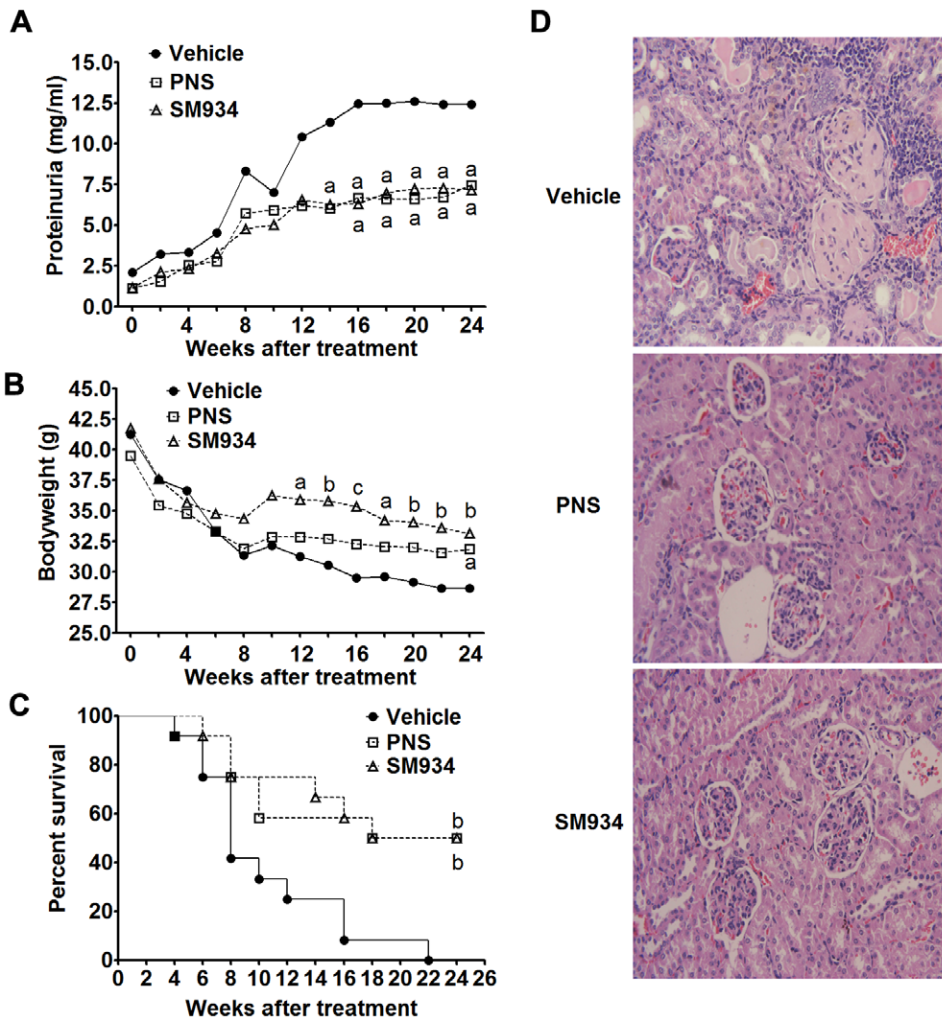 A
Vehicle
PNS
SM934
Proteinuria (mg/ml)
15.0
12.5
10.0
7.5
5.0
2.5
0.0
a a a a a a
a a a a a
0 4 8 12 16 20 24
Weeks after treatment
B
Vehicle
PNS
SM934
Bodyweight (g)
45.0
42.5
40.0
37.5
35.0
32.5
30.0
27.5
25.0
a b c a b b b
a
0 4 8 12 16 20 24
Weeks after treatment
C
Vehicle
PNS
SM934
Percent survival
100
80
60
40
20
0
b
b
0 2 4 6 8 10 12 14 16 18 20 22 24 26
Weeks after treatment
D
Vehicle
PNS
SM934